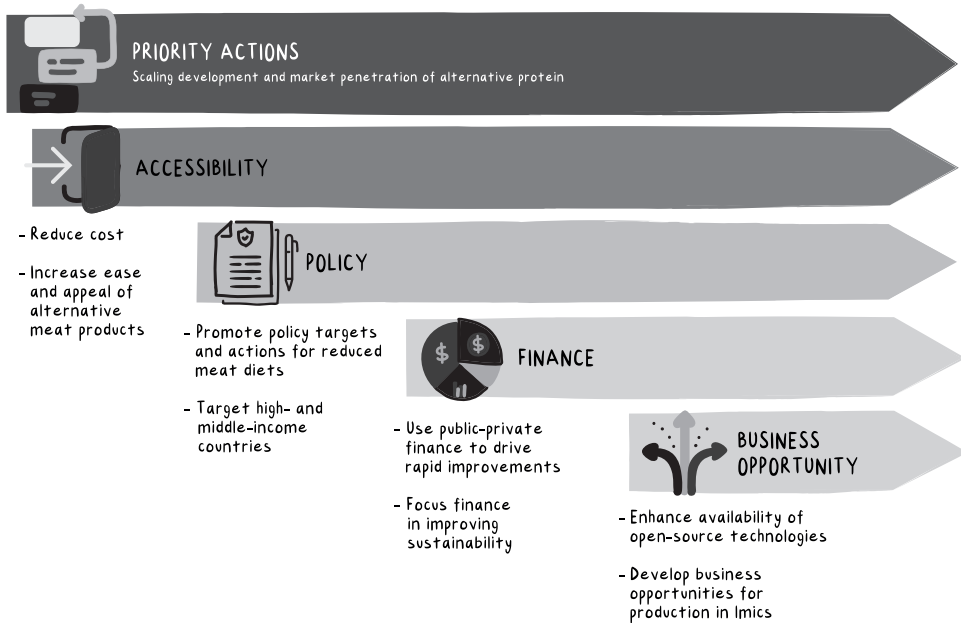 PRIORITY ACTIONS
Scaling development and market penetration of alternative protein
ACCESSIBILITY
- Reduce cost
- Increase ease
and appeal of
alternative
meat products
POLICY
- Promote policy targets
and actions for reduced
meat diets
- Target high- and
middle-income
countries
$
$
FINANCE
- Use public-private
finance to drive
rapid improvements
- Focus finance
in improving
sustainability
BUSINESS
OPPORTUNITY
- Enhance availability of
open-source technologies
- Develop business
opportunities for
production in lmics